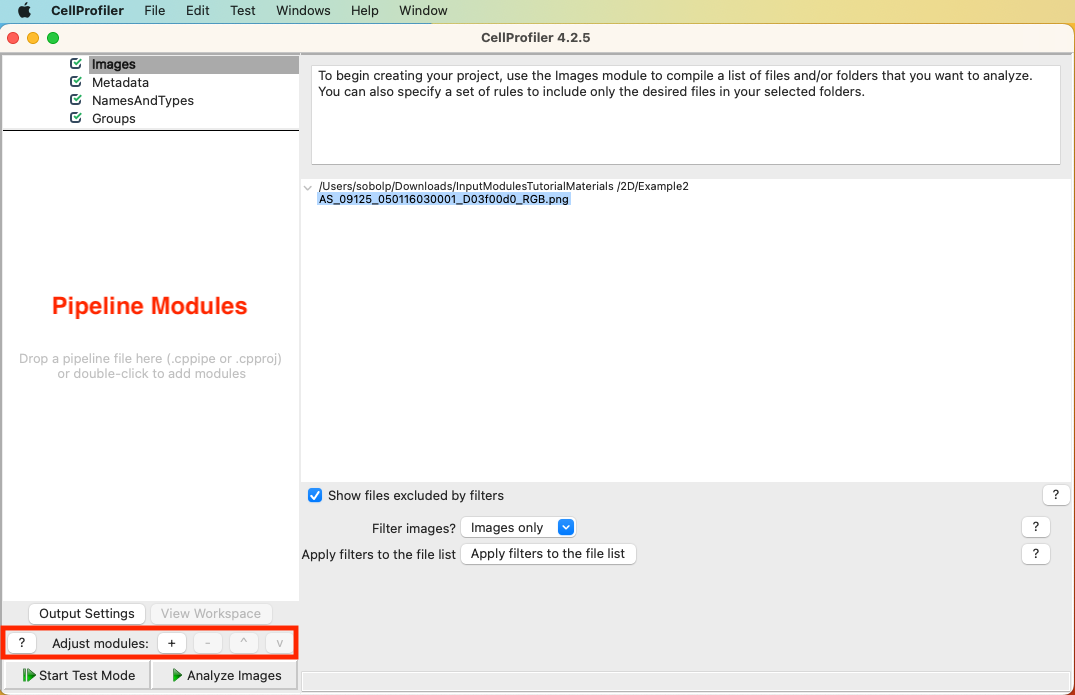 CellProfiler File Edit Test Windows Help Window
CellProfiler 4.2.5
Images
Metadata
NamesAndTypes
Groups
Pipeline Modules
Drop a pipeline file here (.cppipe or .cpproj)
or double-click to add modules
Output Settings View Workspace
? Adjust modules: + - ^ v
Start Test Mode Analyze Images
To begin creating your project, use the Images module to compile a list of files and/or folders that you want to analyze.
You can also specify a set of rules to include only the desired files in your selected folders.
/Users/sobolp/Downloads/InputModulesTutorialMaterials /2D/Example2
AS_09125_050116030001_D03f00d0_RGB.png
Show files excluded by filters ?
Filter images? Images only ?
Apply filters to the file list Apply filters to the file list ?